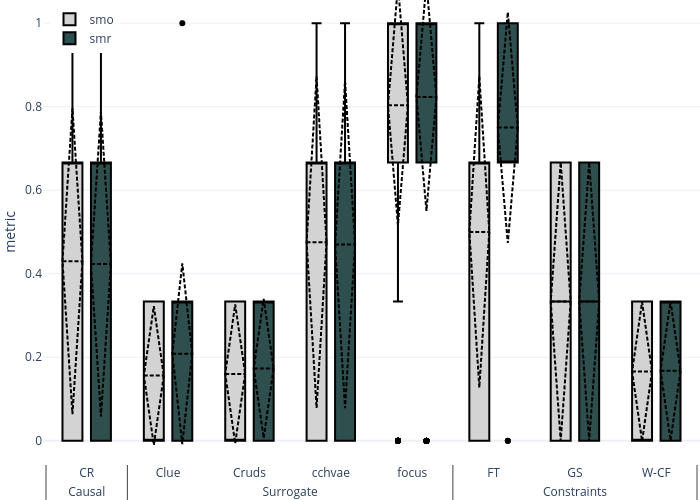 1
smo
smr
0.8
0.6
metric
0.4
0.2
0
CR Clue Cruds cchvae focus FT GS W-CF
Causal Surrogate Constraints